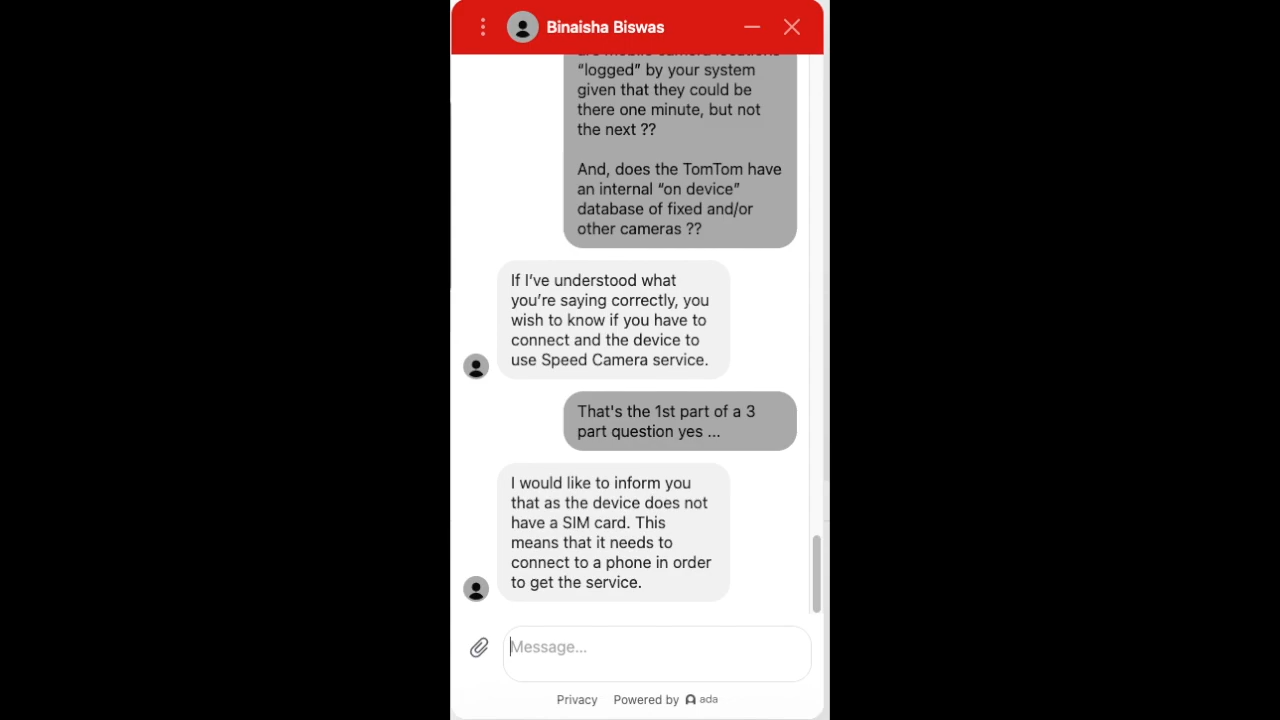 Binaisha Biswas
are mobile camera locations
“logged” by your system
given that they could be
there one minute, but not
the next ??
And, does the TomTom have
an internal “on device”
database of fixed and/or
other cameras ??
If I’ve understood what
you’re saying correctly, you
wish to know if you have to
connect and the device to
use Speed Camera service.
That's the 1st part of a 3
part question yes ...
I would like to inform you
that as the device does not
have a SIM card. This
means that it needs to
connect to a phone in order
to get the service.
Message...
Privacy Powered by ada